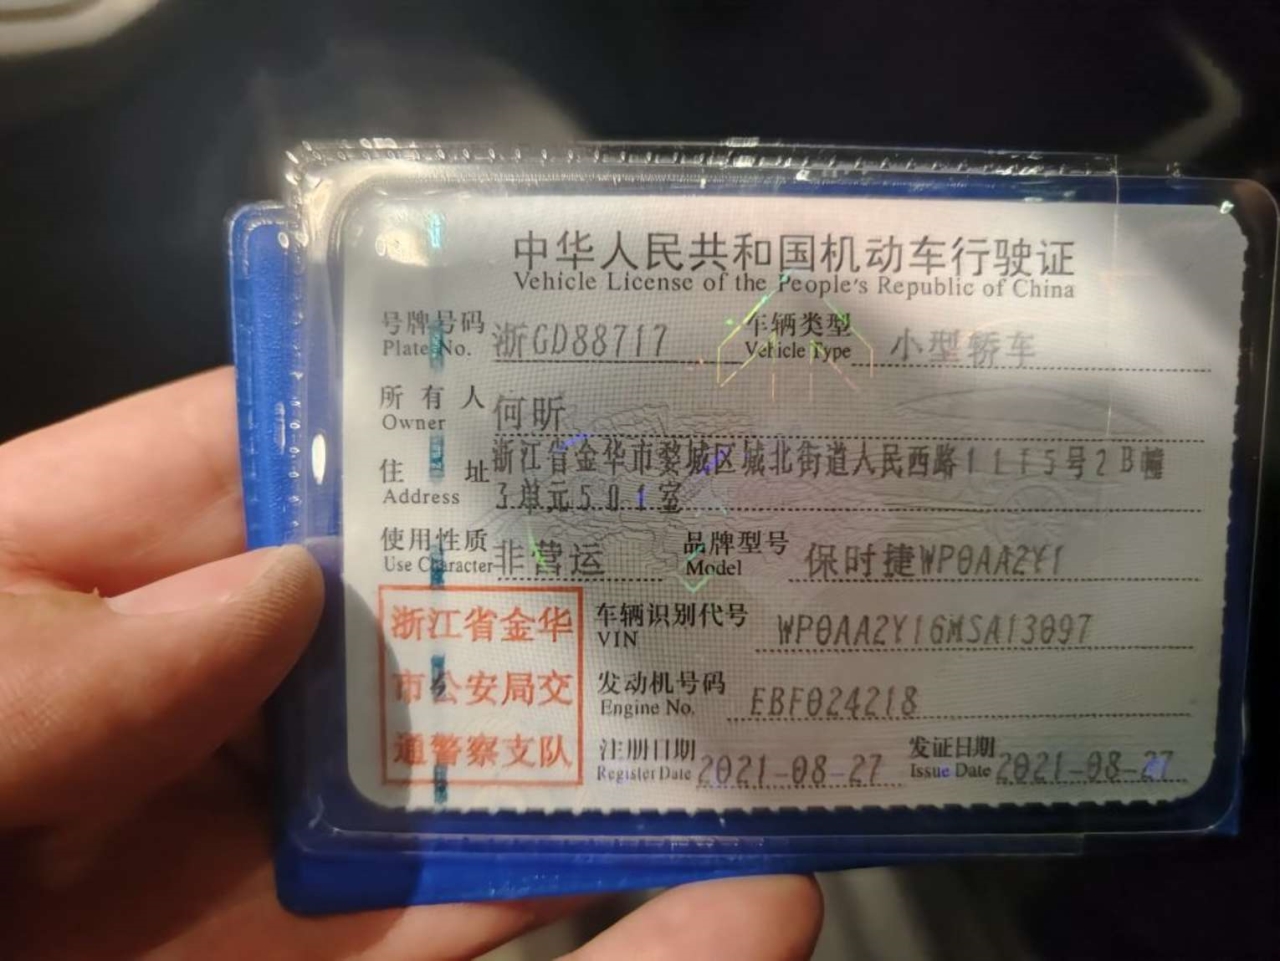 中华人民共和国机动车行驶证
Vehicle License of the People's Republic of China
号牌号码 浙GD88717 车辆类型 小型轿车
Plate No. Vehicle Type
所有人 何昕
Owner
住址 浙江省金华市婺城区城北街道人民西路1115号2B幢
Address 3单元501室
使用性质 非营运 品牌型号 保时捷WP0AA2Y1
Use Character Model
浙江省金华
市公安局交
通警察支队
车辆识别代号 WP0AA2Y16MSA13097
VIN
发动机号码 EBF024218
Engine No.
注册日期 2021-08-27 发证日期 2021-08-27
Register Date Issue Date